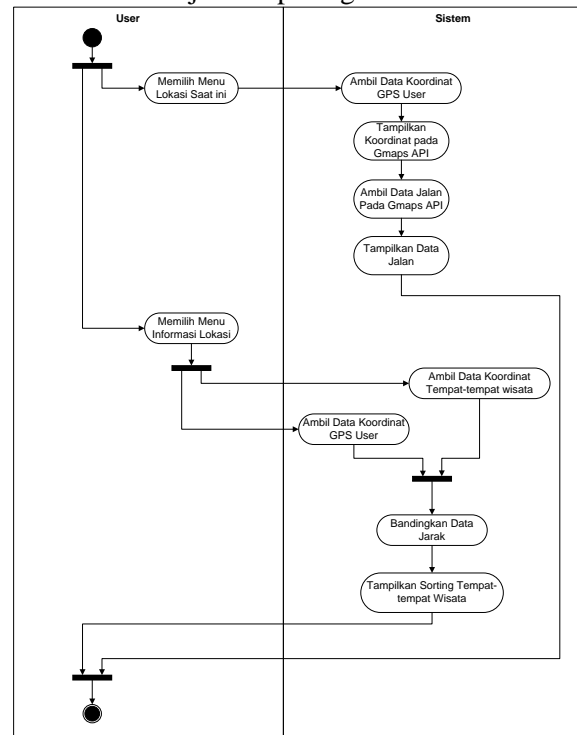 User
Sistem
Memilih Menu
Lokasi Saat ini
Ambil Data Koordinat
GPS User
Tampilkan
Koordinat pada
Gmaps API
Ambil Data Jalan
Pada Gmaps API
Tampilkan Data
Jalan
Memilih Menu
Informasi Lokasi
Ambil Data Koordinat
Tempat-tempat wisata
Ambil Data Koordinat
GPS User
Bandingkan Data
Jarak
Tampilkan Sorting Tempat-
tempat Wisata